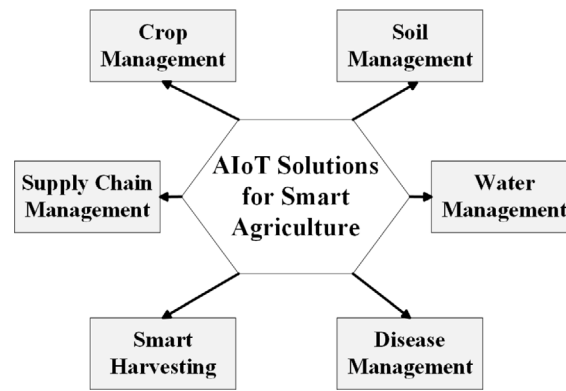 Crop
Management
Soil
Management
AIoT Solutions
for Smart
Agriculture
Supply Chain
Management
Water
Management
Smart
Harvesting
Disease
Management